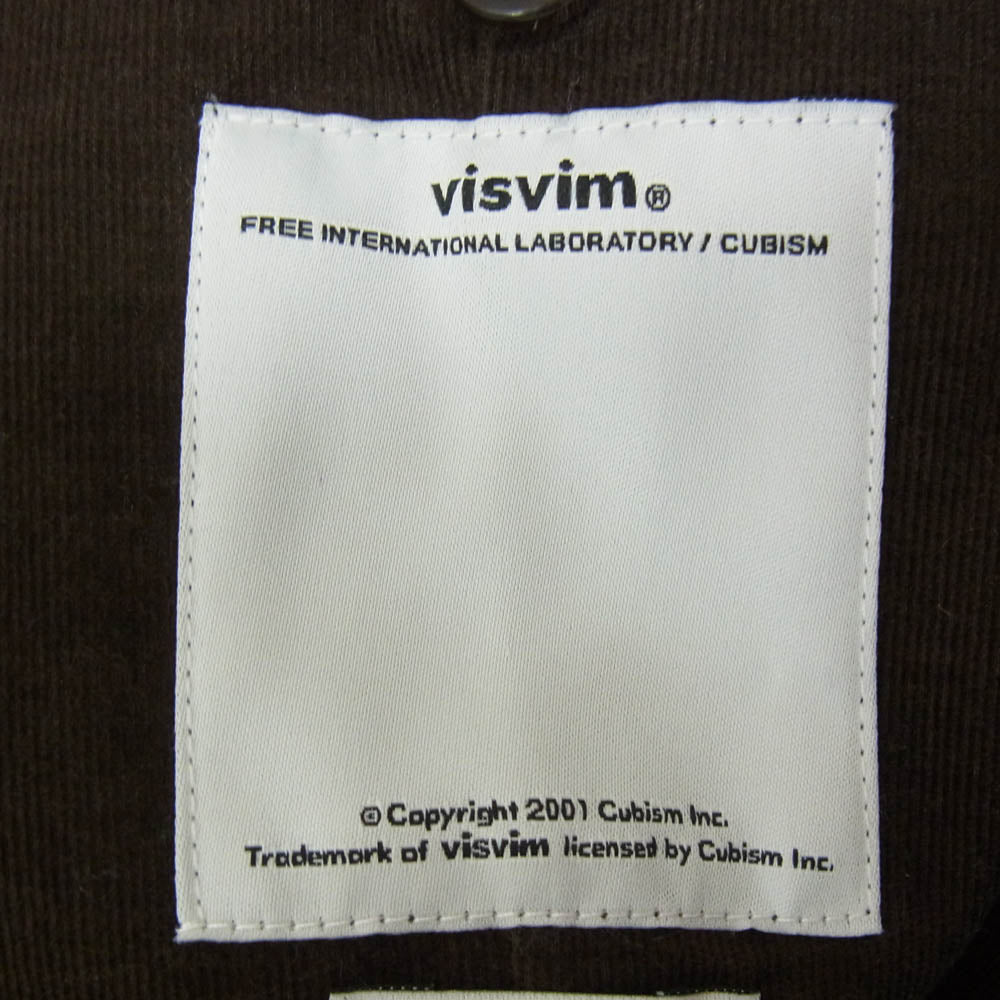 visvim®
FREE INTERNATIONAL LABORATORY / CUBISM
© Copyright 2001 Cubism Inc.
Trademark of visvim licensed by Cubism Inc.